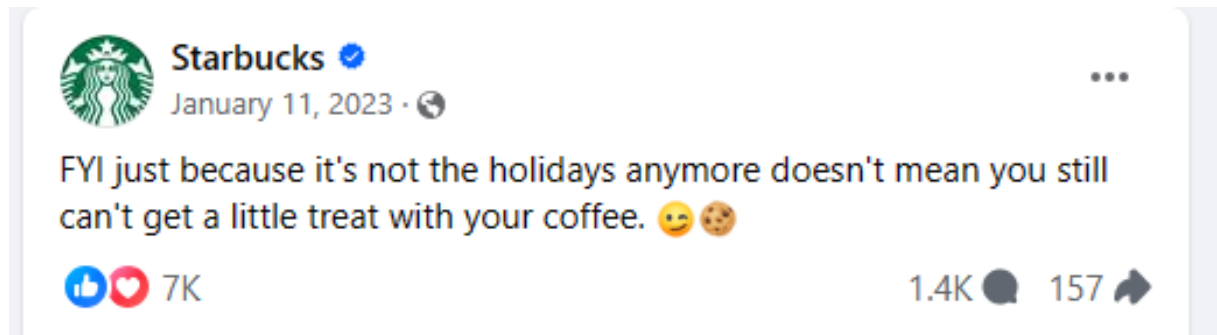 Starbucks
January 11, 2023 ·
FYI just because it's not the holidays anymore doesn't mean you still
can't get a little treat with your coffee. 😉🍪
7K 1.4K 157